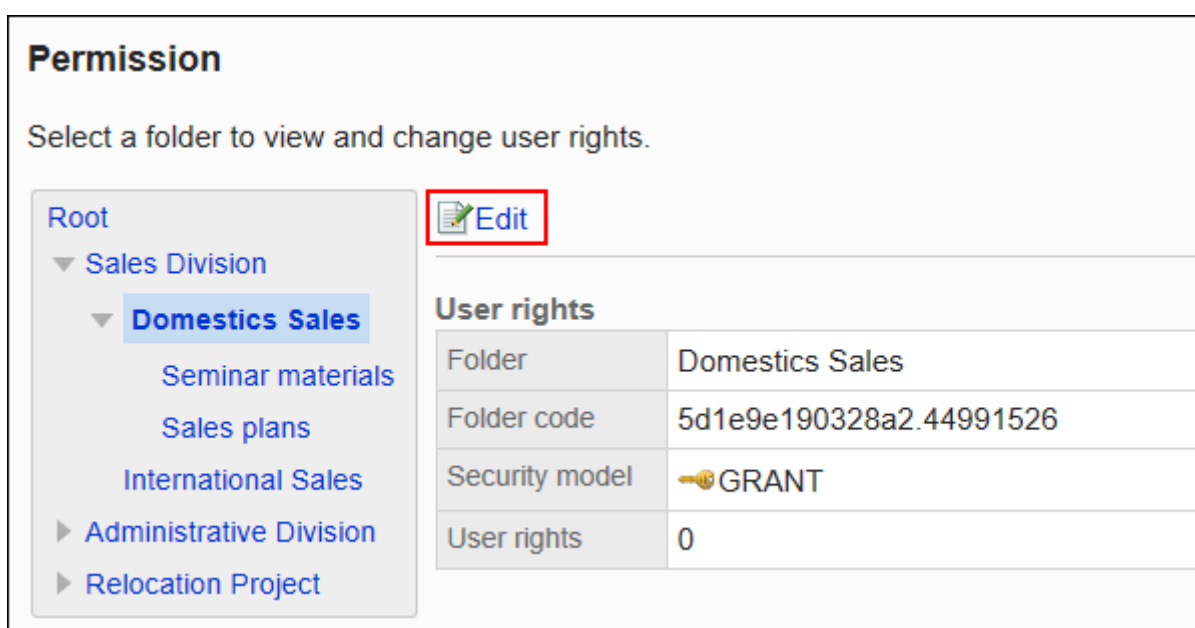 Permission
Select a folder to view and change user rights.
Root
Sales Division
Domestics Sales
Seminar materials
Sales plans
International Sales
Administrative Division
Relocation Project
Edit
User rights
Folder Domestics Sales
Folder code 5d1e9e190328a2.44991526
Security model GRANT
User rights 0